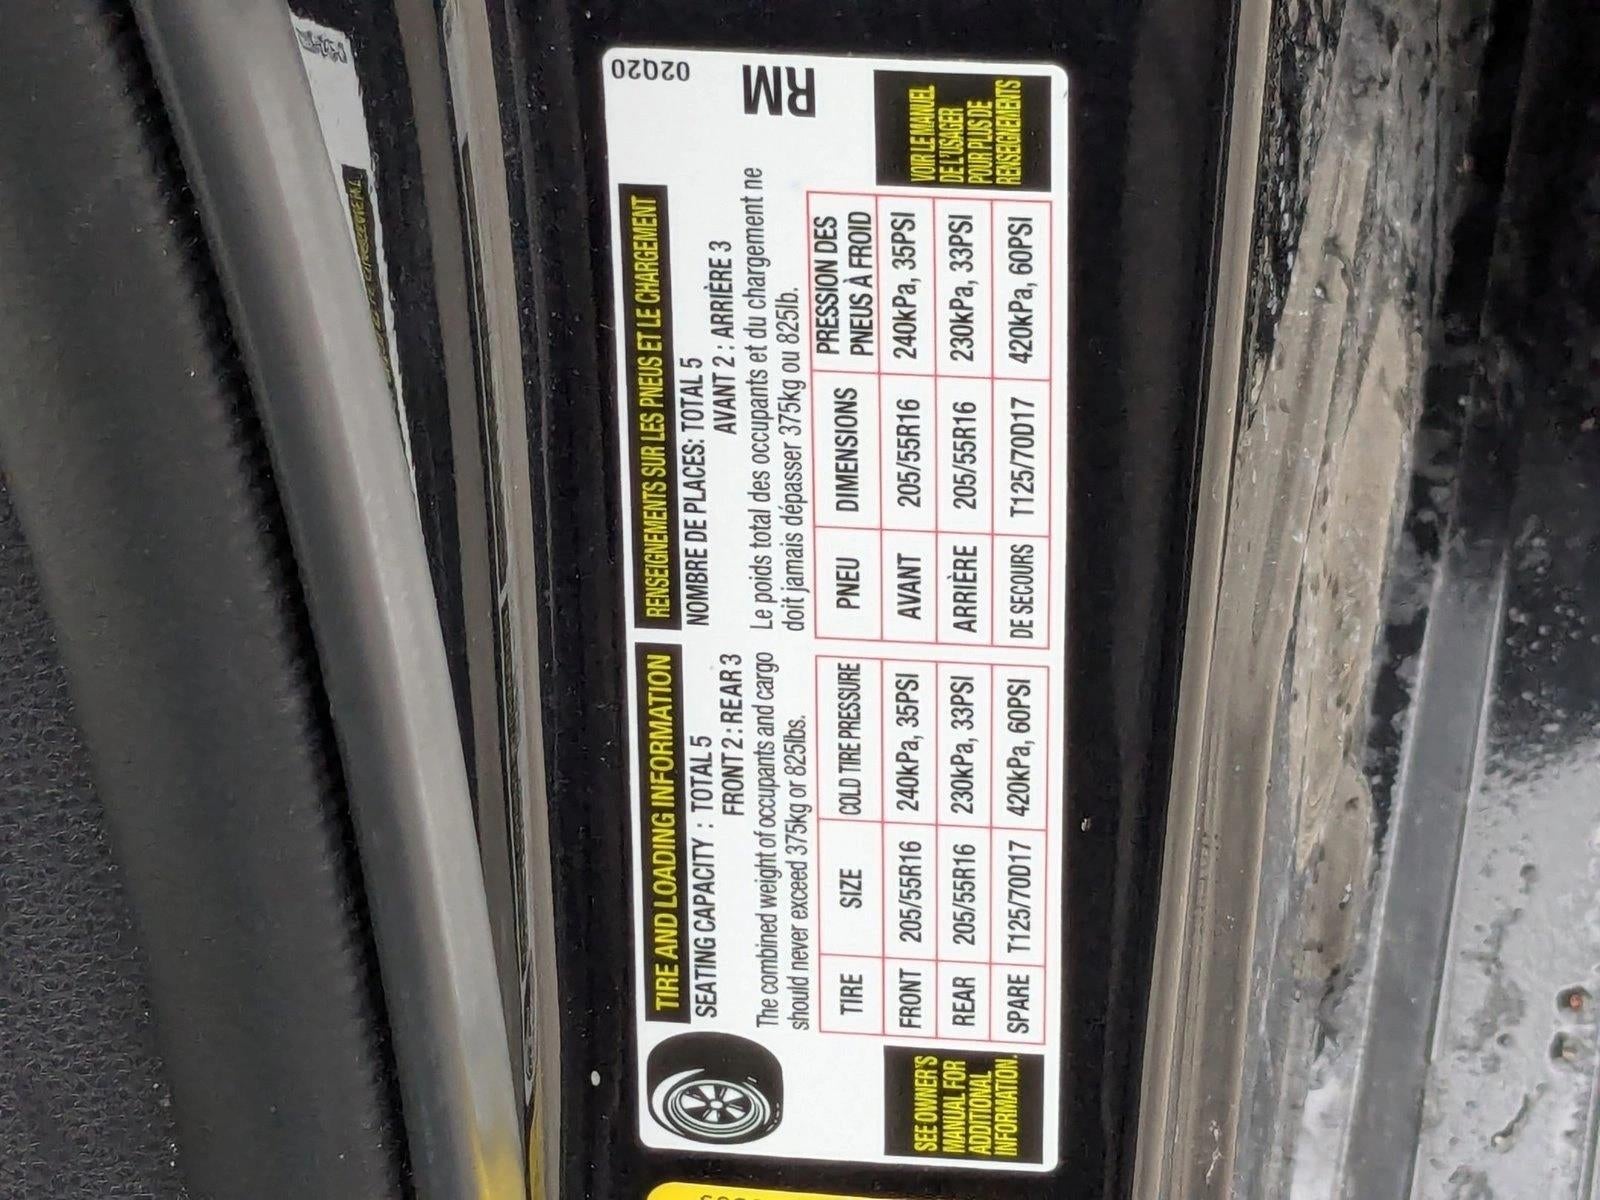 TIRE AND LOADING INFORMATION
SEATING CAPACITY : TOTAL 5
FRONT 2 : REAR 3
The combined weight of occupants and cargo
should never exceed 375kg or 825lbs.
TIRE SIZE COLD TIRE PRESSURE
FRONT 205/55R16 240kPa, 35PSI
REAR 205/55R16 230kPa, 33PSI
SPARE T125/70D17 420kPa, 60PSI
SEE OWNER'S
MANUAL FOR
ADDITIONAL
INFORMATION.
RENSEIGNEMENTS SUR LES PNEUS ET LE CHARGEMENT
NOMBRE DE PLACES: TOTAL 5
AVANT 2 : ARRIÈRE 3
Le poids total des occupants et du chargement ne
doit jamais dépasser 375kg ou 825lb.
PNEU DIMENSIONS PRESSION DES
PNEUS À FROID
AVANT 205/55R16 240kPa, 35PSI
ARRIÈRE 205/55R16 230kPa, 33PSI
DE SECOURS T125/70D17 420kPa, 60PSI
VOIR LE MANUEL
DE L'USAGER
POUR PLUS DE
RENSEIGNEMENTS
02Q20
RM